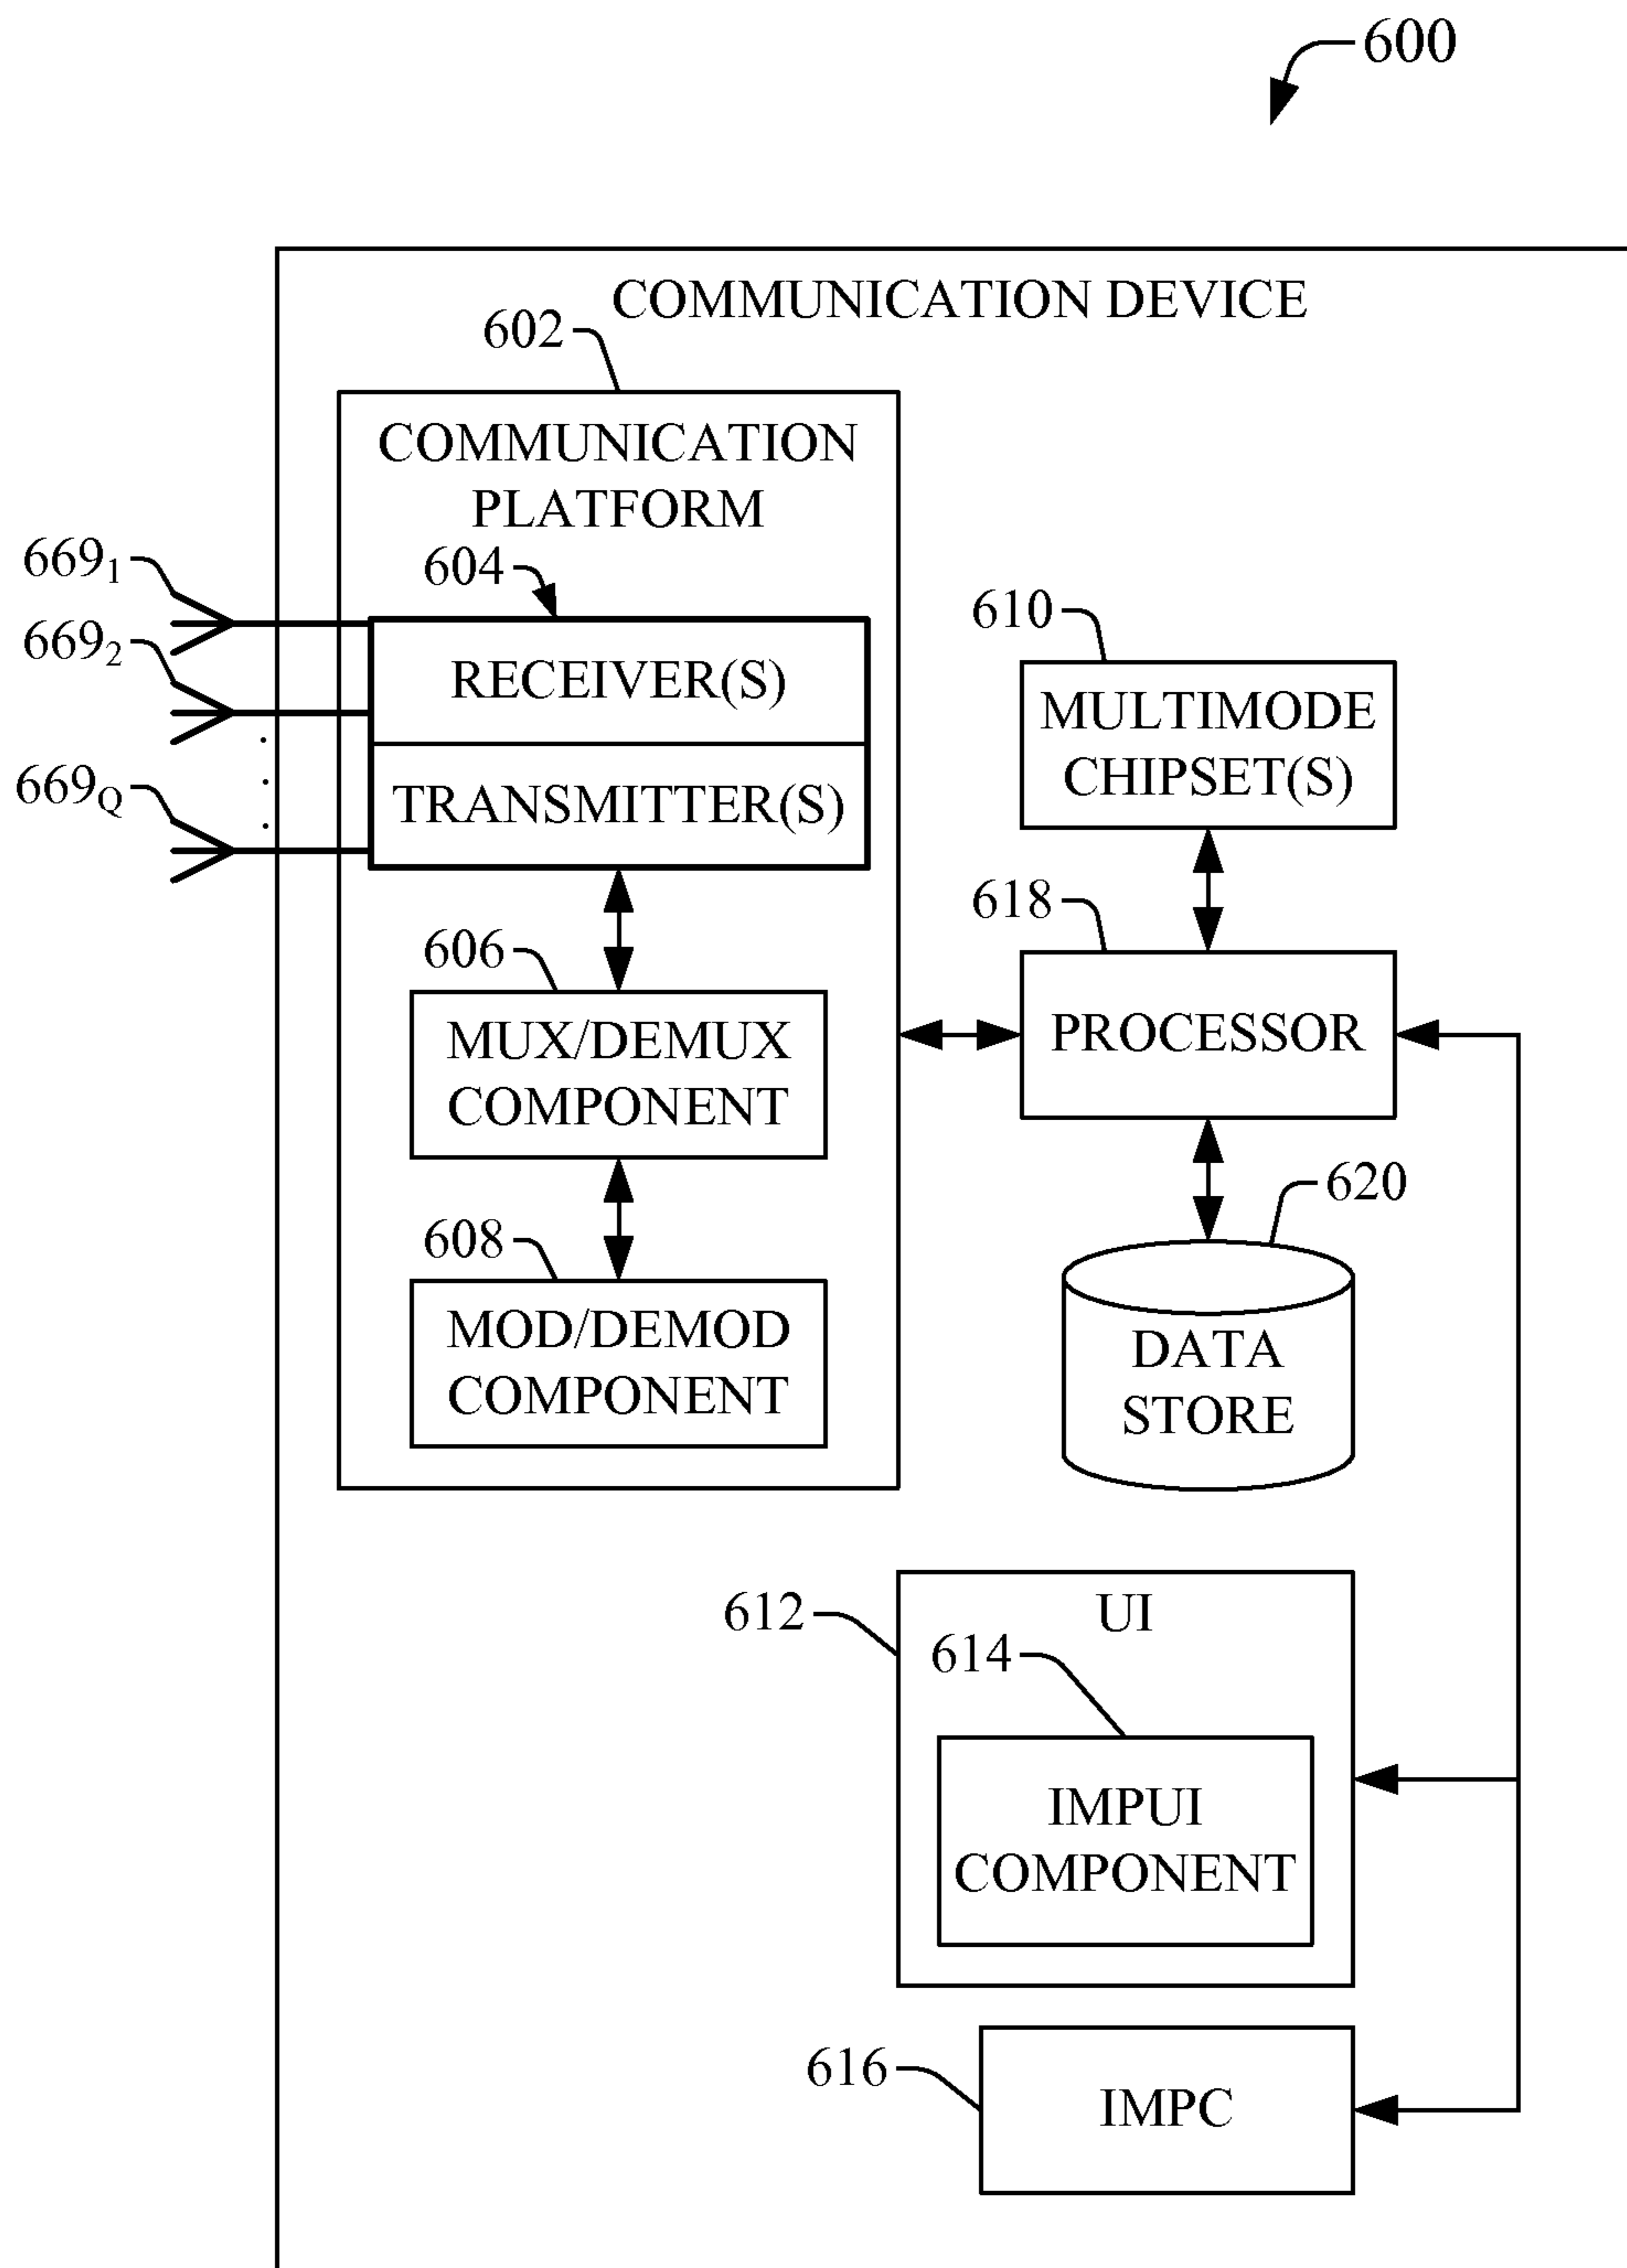 600
COMMUNICATION DEVICE
602
COMMUNICATION
PLATFORM
669₁
604
669₂
RECEIVER(S)
669Q
TRANSMITTER(S)
610
MULTIMODE
CHIPSET(S)
618
606
MUX/DEMUX
COMPONENT
PROCESSOR
620
608
MOD/DEMOD
COMPONENT
DATA
STORE
612
UI
614
IMPUI
COMPONENT
616
IMPC